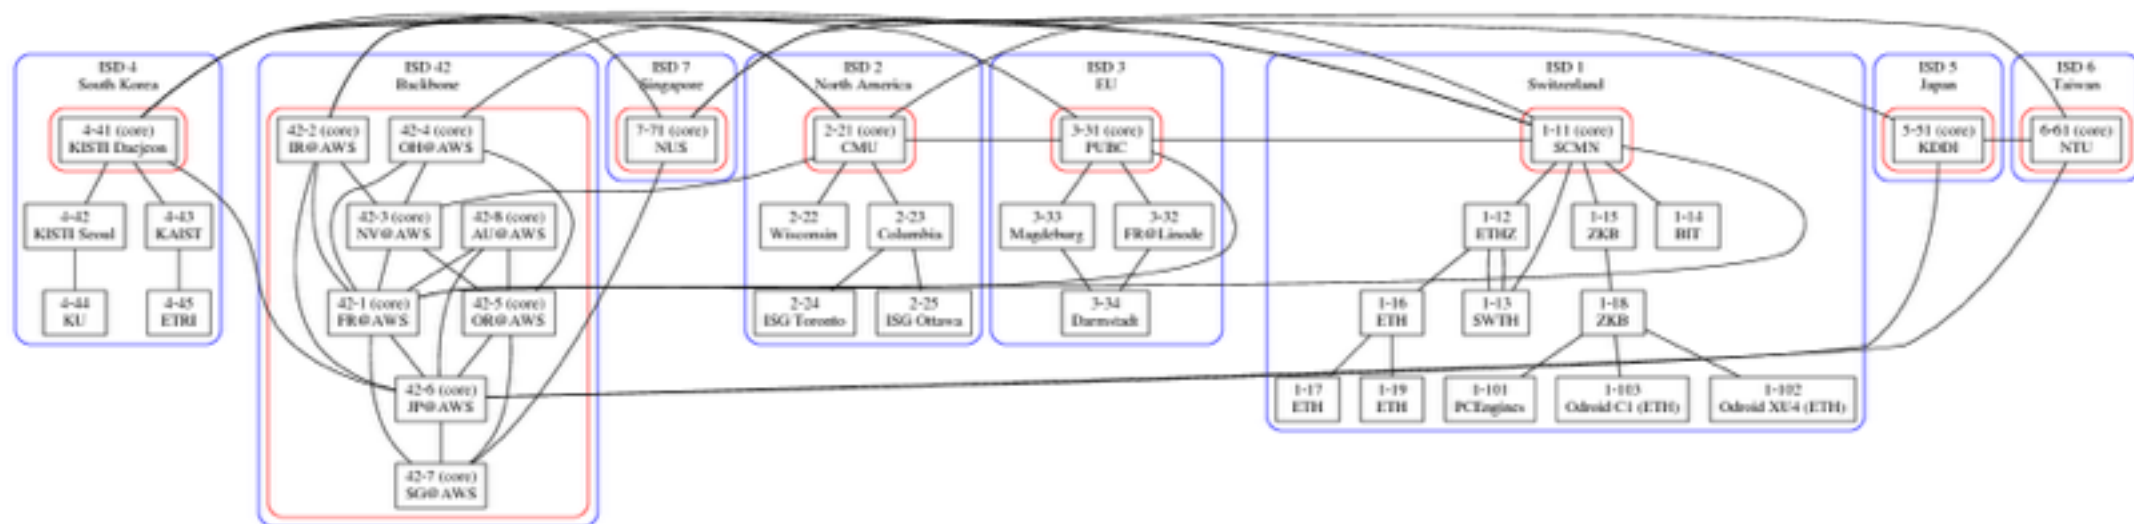 ISD 4
South Korea
4-41 (core)
KISTI Daejeon
4-42
KISTI Seoul
4-43
KAIST
4-44
KU
4-45
ETRI
ISD 42
Backbone
42-2 (core)
IR@AWS
42-4 (core)
OH@AWS
42-3 (core)
NV@AWS
42-8 (core)
AU@AWS
42-1 (core)
FR@AWS
42-5 (core)
OR@AWS
42-6 (core)
JP@AWS
42-7 (core)
SG@AWS
ISD 7
Singapore
7-71 (core)
NUS
ISD 2
North America
2-21 (core)
CMU
2-22
Wisconsin
2-23
Columbia
2-24
ISG Toronto
2-25
ISG Ottawa
ISD 3
EU
3-31 (core)
PUBC
3-33
Magdeburg
3-32
FR@Linode
3-34
Darmstadt
ISD 1
Switzerland
1-11 (core)
SCMN
1-12
ETHZ
1-15
ZKB
1-14
BIT
1-16
ETH
1-13
SWTH
1-18
ZKB
1-17
ETH
1-19
ETH
1-101
PCEngines
1-103
Odroid C1 (ETH)
1-102
Odroid XU4 (ETH)
ISD 5
Japan
5-51 (core)
KDDI
ISD 6
Taiwan
6-61 (core)
NTU